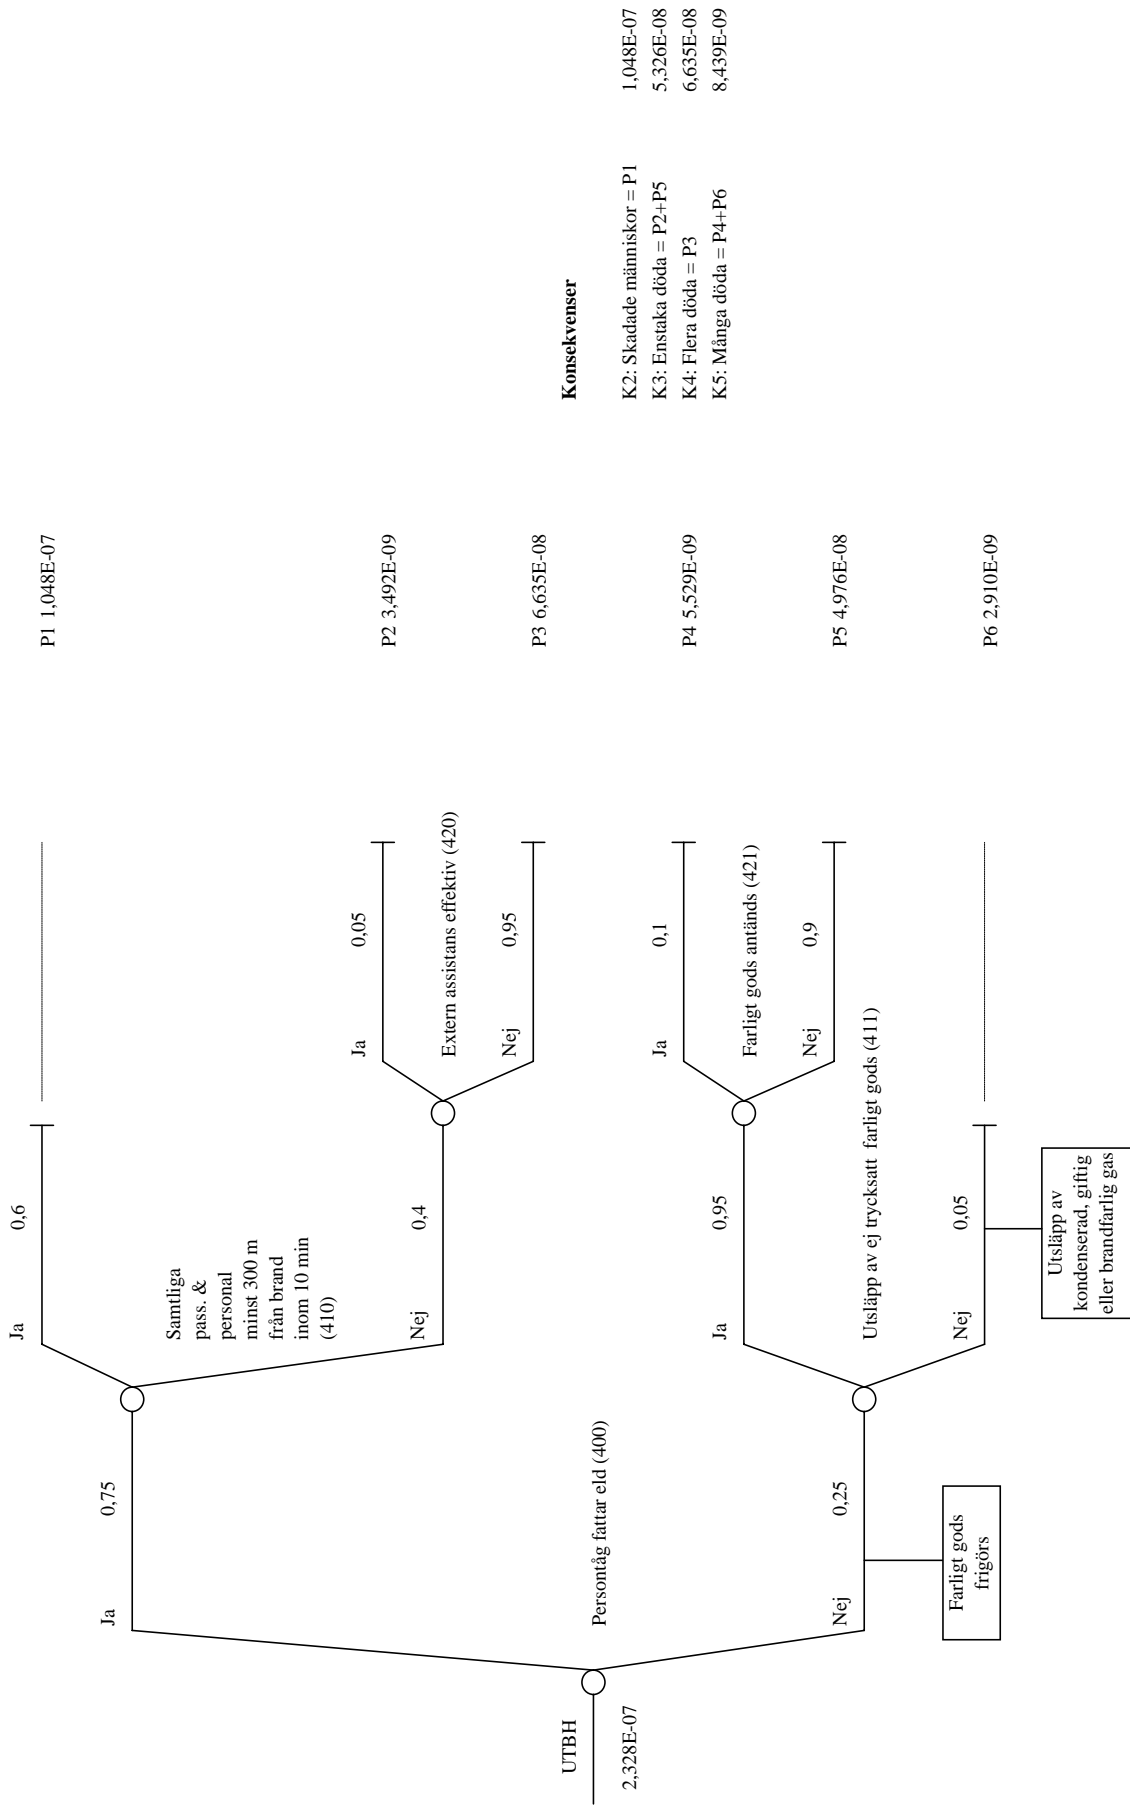 UTBH
2,328E-07
Persontåg fattar eld (400)
Ja
0,75
Nej
0,25
Farligt gods
frigörs
Samtliga
pass. &
personal
minst 300 m
från brand
inom 10 min
(410)
Ja
0,6
Nej
0,4
Utsläpp av ej trycksatt farligt gods (411)
Ja
0,95
Nej
0,05
Utsläpp av
kondenserad, giftig
eller brandfarlig gas
Extern assistans effektiv (420)
Ja
0,05
Nej
0,95
Farligt gods antänds (421)
Ja
0,1
Nej
0,9
P1 1,048E-07
P2 3,492E-09
P3 6,635E-08
P4 5,529E-09
P5 4,976E-08
P6 2,910E-09
Konsekvenser
K2: Skadade människor = P1 1,048E-07
K3: Enstaka döda = P2+P5 5,326E-08
K4: Flera döda = P3 6,635E-08
K5: Många döda = P4+P6 8,439E-09